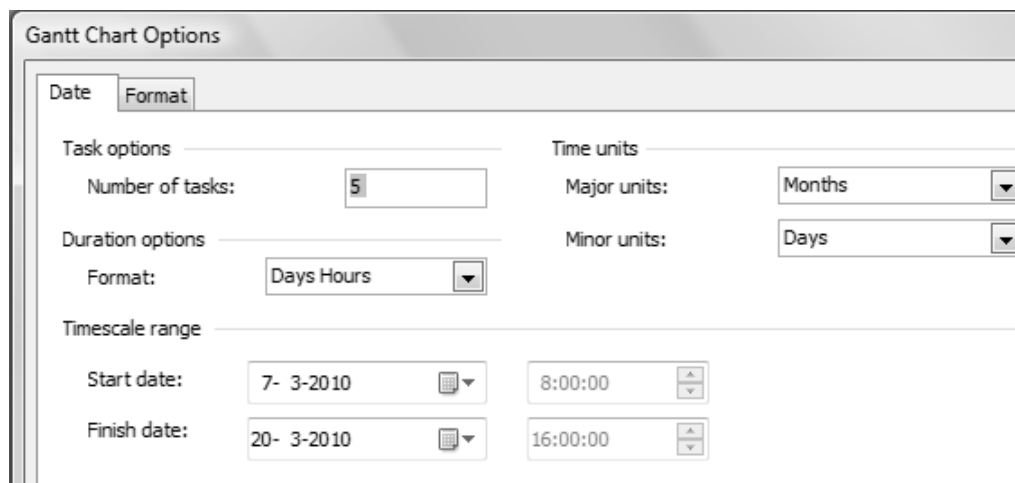 Gantt Chart Options
Date Format
Task options Time units
Number of tasks: 5 Major units: Months
Duration options Minor units: Days
Format: Days Hours
Timescale range
Start date: 7- 3-2010 8:00:00
Finish date: 20- 3-2010 16:00:00